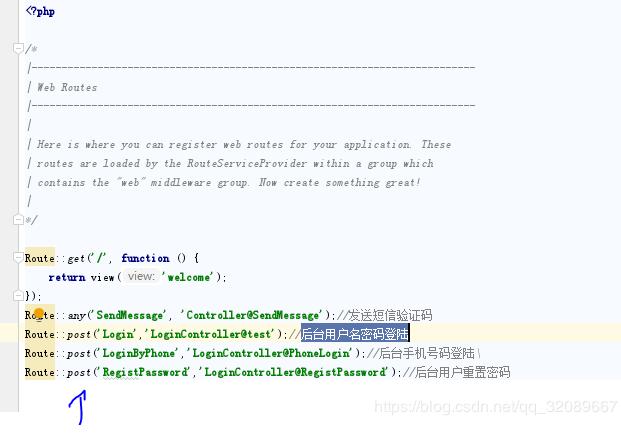 <?php
/*
|--------------------------------------------------------------------------
| Web Routes
|--------------------------------------------------------------------------
|
| Here is where you can register web routes for your application. These
| routes are loaded by the RouteServiceProvider within a group which
| contains the "web" middleware group. Now create something great!
|
*/
Route::get('/', function () {
return view( view: 'welcome');
});
Route::any('SendMessage', 'Controller@SendMessage');//发送短信验证码
Route::post('Login','LoginController@test');//后台用户名密码登陆
Route::post('LoginByPhone','LoginController@PhoneLogin');//后台手机号码登陆\
Route::post('RegistPassword','LoginController@RegistPassword');//后台用户重置密码
https://blog.csdn.net/qq_32089667